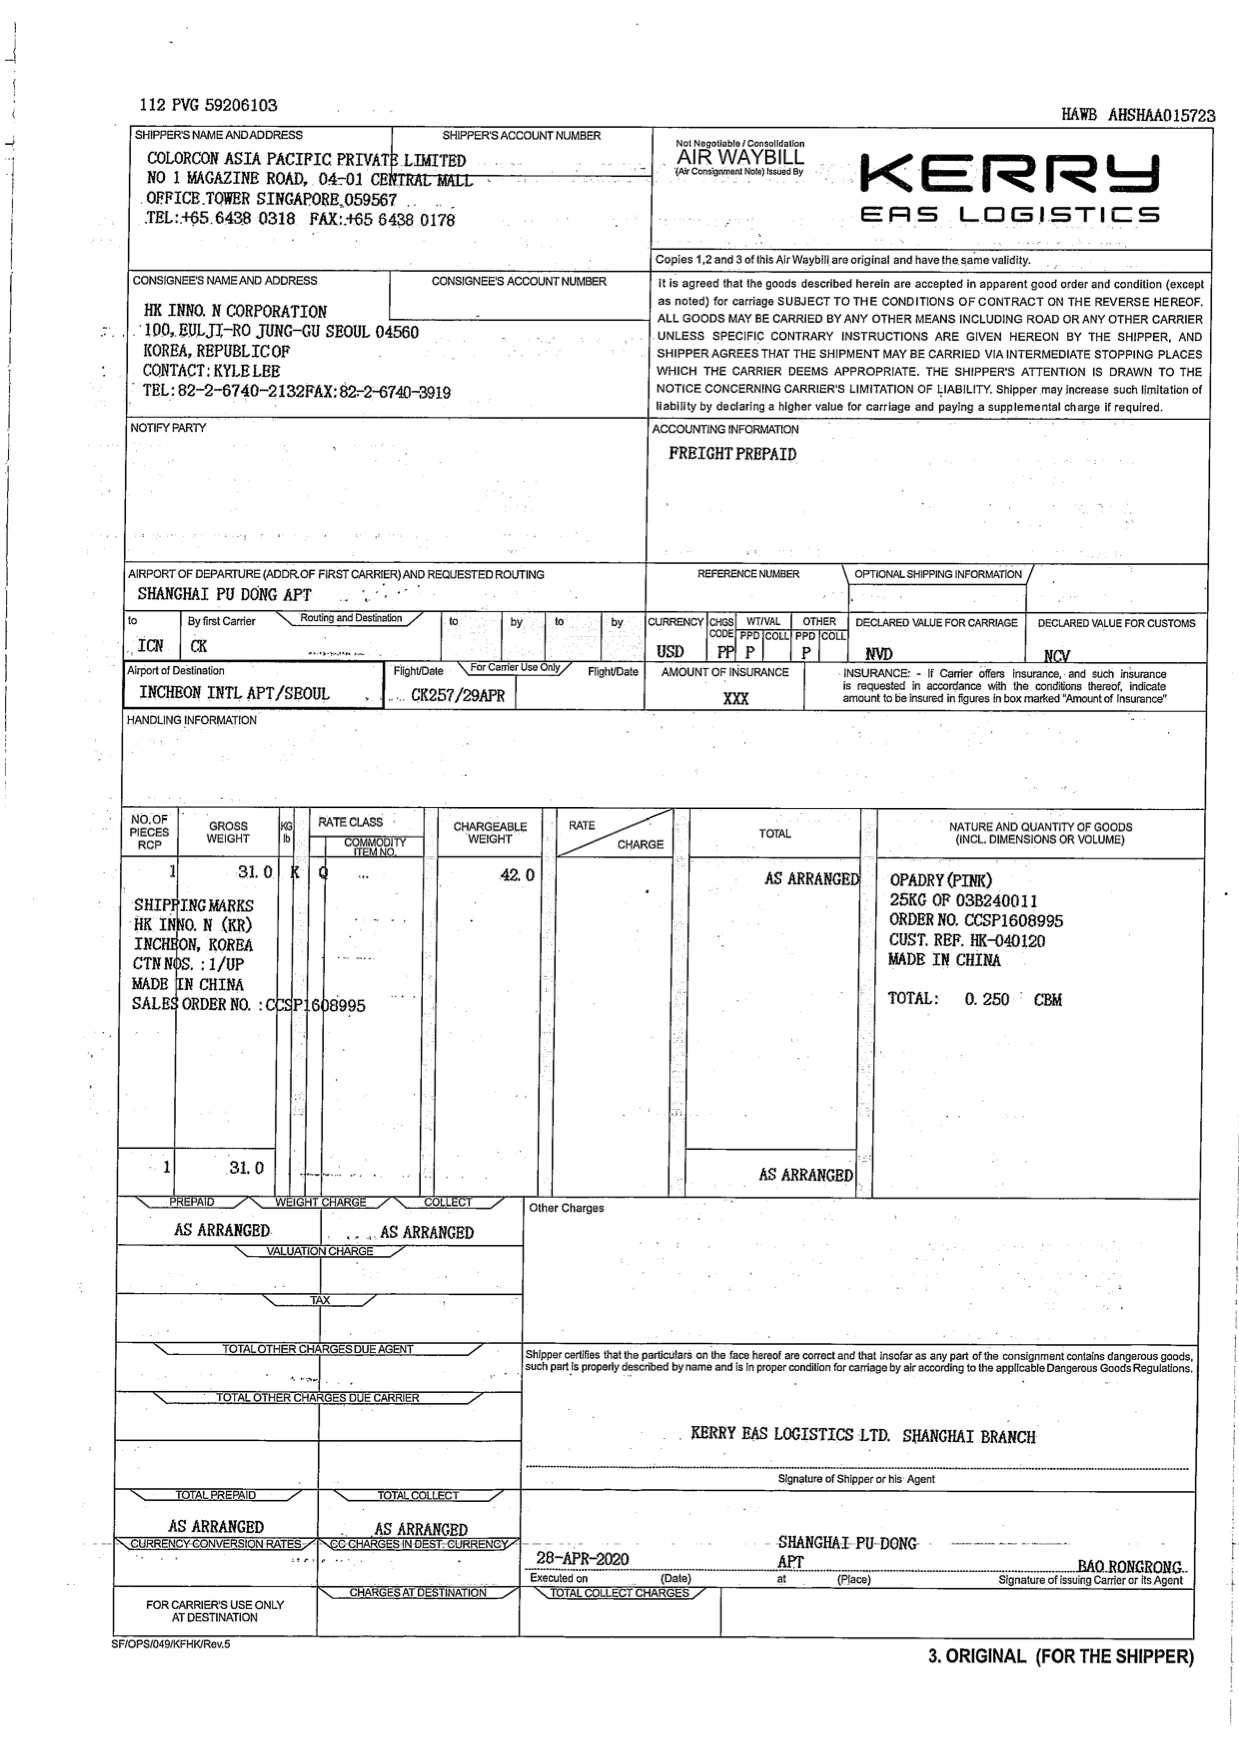 112 PVG 59206103
HAWB AHSHAA015723
SHIPPER'S NAME AND ADDRESS
SHIPPER'S ACCOUNT NUMBER
COLORCON ASIA PACIFIC PRIVATE LIMITED
NO 1 MAGAZINE ROAD, 04-01 CENTRAL MALL
OFFICE TOWER SINGAPORE 059567
TEL:+65 6438 0318 FAX:+65 6438 0178
Not Negotiable / Consolidation
AIR WAYBILL
(Air Consignment Note) Issued By
KERRY
EAS LOGISTICS
Copies 1,2 and 3 of this Air Waybill are original and have the same validity.
CONSIGNEE'S NAME AND ADDRESS
CONSIGNEE'S ACCOUNT NUMBER
HK INNO. N CORPORATION
100, EULJI-RO JUNG-GU SEOUL 04560
KOREA, REPUBLIC OF
CONTACT: KYLE LEE
TEL: 82-2-6740-2132FAX: 82-2-6740-3919
It is agreed that the goods described herein are accepted in apparent good order and condition (except
as noted) for carriage SUBJECT TO THE CONDITIONS OF CONTRACT ON THE REVERSE HEREOF.
ALL GOODS MAY BE CARRIED BY ANY OTHER MEANS INCLUDING ROAD OR ANY OTHER CARRIER
UNLESS SPECIFIC CONTRARY INSTRUCTIONS ARE GIVEN HEREON BY THE SHIPPER, AND
SHIPPER AGREES THAT THE SHIPMENT MAY BE CARRIED VIA INTERMEDIATE STOPPING PLACES
WHICH THE CARRIER DEEMS APPROPRIATE. THE SHIPPER'S ATTENTION IS DRAWN TO THE
NOTICE CONCERNING CARRIER'S LIMITATION OF LIABILITY. Shipper may increase such limitation of
liability by declaring a higher value for carriage and paying a supplemental charge if required.
NOTIFY PARTY
ACCOUNTING INFORMATION
FREIGHT PREPAID
AIRPORT OF DEPARTURE (ADDR.OF FIRST CARRIER) AND REQUESTED ROUTING
SHANGHAI PU DONG APT
REFERENCE NUMBER
OPTIONAL SHIPPING INFORMATION
to
By first Carrier
Routing and Destination
to
by
to
by
ICN
CK
CURRENCY
CHGS CODE
WT/VAL
PPD COLL
OTHER
PPD COLL
DECLARED VALUE FOR CARRIAGE
DECLARED VALUE FOR CUSTOMS
USD
PP
P
P
NVD
NCV
Airport of Destination
INCHEON INTL APT/SEOUL
Flight/Date
For Carrier Use Only
Flight/Date
CK257/29APR
AMOUNT OF INSURANCE
XXX
INSURANCE: - If Carrier offers Insurance, and such insurance
is requested in accordance with the conditions thereof, indicate
amount to be insured in figures in box marked "Amount of Insurance"
HANDLING INFORMATION
NO.OF
PIECES
RCP
GROSS
WEIGHT
KG
lb
RATE CLASS
COMMODITY
ITEM NO.
CHARGEABLE
WEIGHT
RATE
CHARGE
TOTAL
NATURE AND QUANTITY OF GOODS
(INCL. DIMENSIONS OR VOLUME)
1
31.0
K
Q
42.0
AS ARRANGED
SHIPPING MARKS
HK INNO. N (KR)
INCHEON, KOREA
CTN NOS. : 1/UP
MADE IN CHINA
SALES ORDER NO. : CCSP1608995
OPADRY (PINK)
25KG OF 03B240011
ORDER NO. CCSP1608995
CUST. REF. HK-040120
MADE IN CHINA
TOTAL: 0.250 CBM
1
31.0
AS ARRANGED
PREPAID
WEIGHT CHARGE
COLLECT
AS ARRANGED
AS ARRANGED
VALUATION CHARGE
TAX
TOTAL OTHER CHARGES DUE AGENT
TOTAL OTHER CHARGES DUE CARRIER
Other Charges
Shipper certifies that the particulars on the face hereof are correct and that insofar as any part of the consignment contains dangerous goods,
such part is properly described by name and is in proper condition for carriage by air according to the applicable Dangerous Goods Regulations.
KERRY EAS LOGISTICS LTD. SHANGHAI BRANCH
Signature of Shipper or his Agent
TOTAL PREPAID
TOTAL COLLECT
AS ARRANGED
AS ARRANGED
CURRENCY CONVERSION RATES
CC CHARGES IN DEST. CURRENCY
28-APR-2020
SHANGHAI PU DONG
APT
BAO RONGRONG
Executed on
(Date)
at
(Place)
Signature of issuing Carrier or its Agent
FOR CARRIER'S USE ONLY
AT DESTINATION
CHARGES AT DESTINATION
TOTAL COLLECT CHARGES
SF/OPS/049/KFHK/Rev.5
3. ORIGINAL (FOR THE SHIPPER)